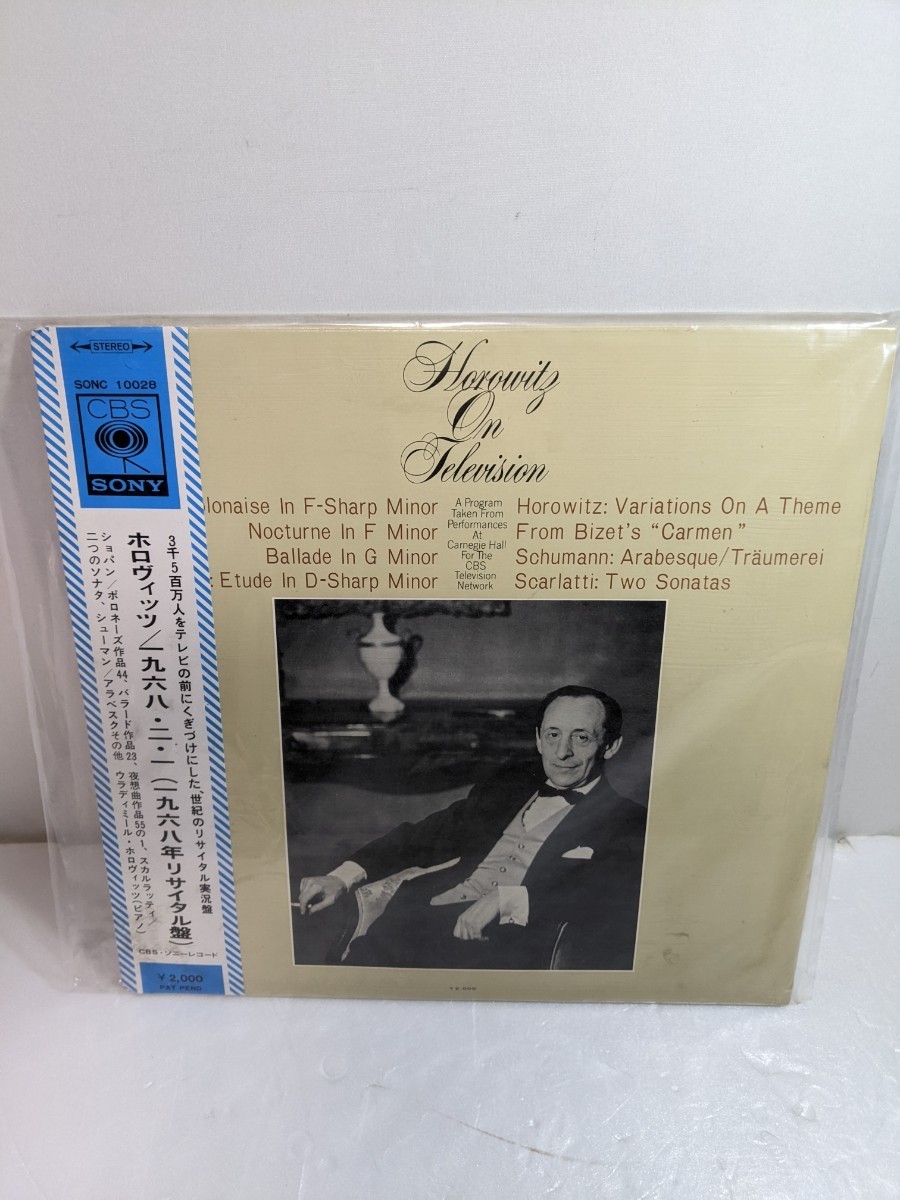 STEREO
SONC 10028
CBS
SONY
3千5百万人をテレビの前にくぎづけにした、世紀のリサイタル実況盤
ホロヴィッツ/一九六八・二・一(一九六八年リサイタル盤)
ショパン/ポロネーズ作品44、バラード作品23、夜想曲作品55の1、スカルラッティ/
二つのソナタ、シューマン/アラベスクその他 ウラディミール・ホロヴィッツ(ピアノ)
CBS・ソニーレコード
¥2,000
PAT PEND
Horowitz
On
Television
lonaise In F-Sharp Minor
Nocturne In F Minor
Ballade In G Minor
: Etude In D-Sharp Minor
A Program
Taken From
Performances
At
Carnegie Hall
For The
CBS
Television
Network
Horowitz: Variations On A Theme
From Bizet's "Carmen"
Schumann: Arabesque/Träumerei
Scarlatti: Two Sonatas